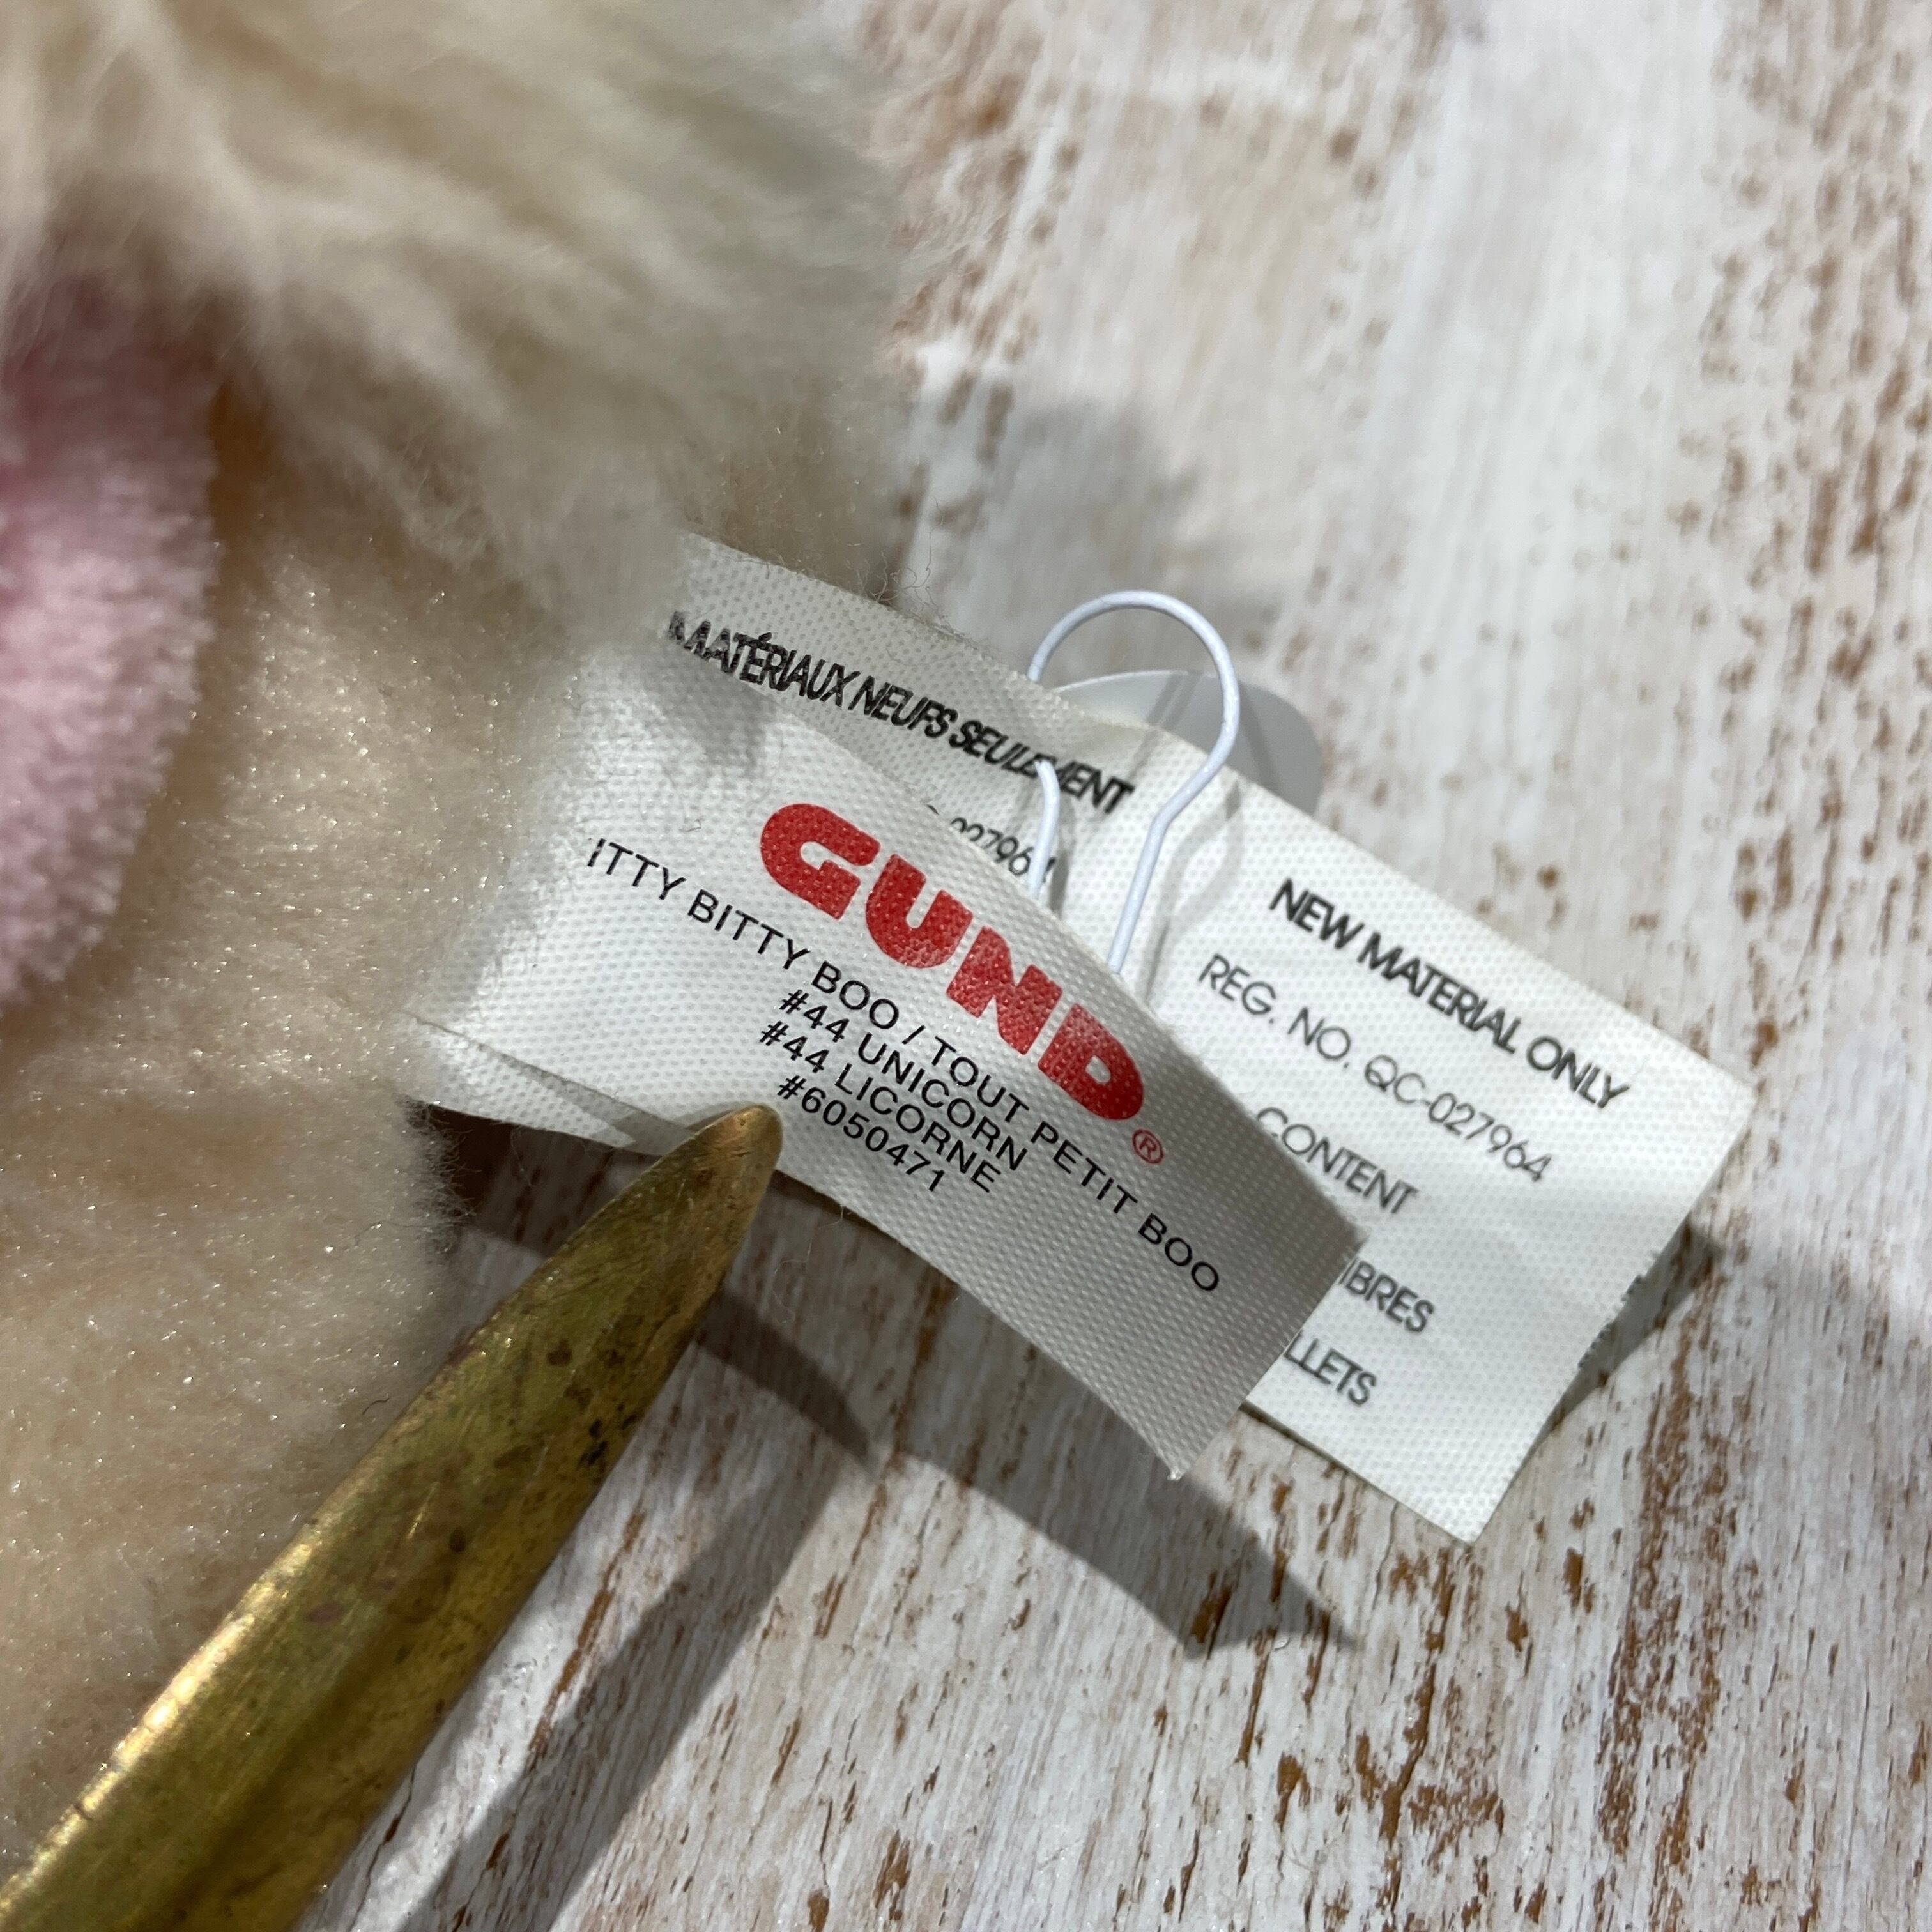 MATÉRIAUX NEUFS SEULEMENT
GUND®
ITTY BITTY BOO / TOUT PETIT BOO
#44 UNICORN
#44 LICORNE
#6050471
NEW MATERIAL ONLY
REG. NO. QC-027964
CONTENT